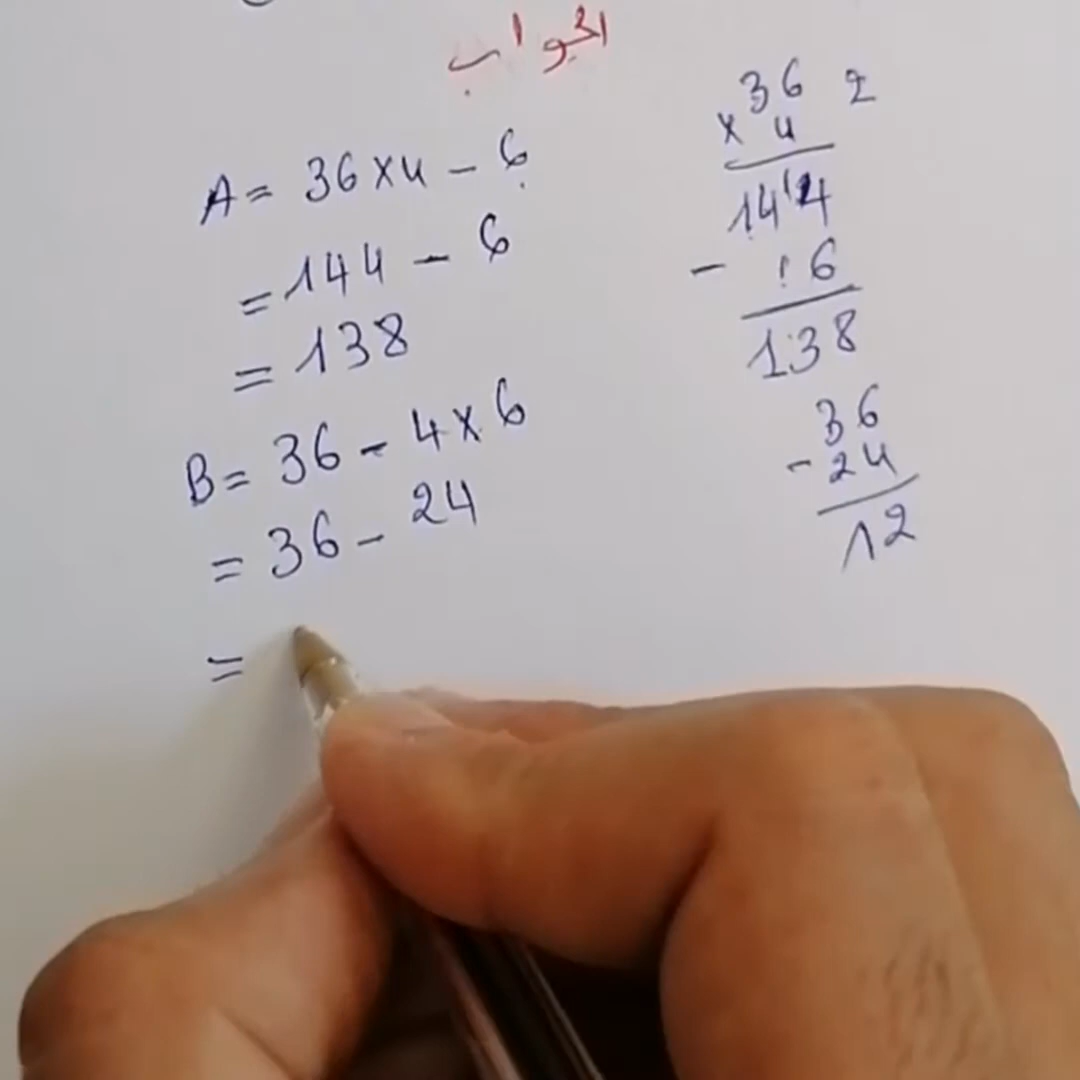 الجواب
A = 36 × 4 - 6
= 144 - 6
= 138
B = 36 - 4 × 6
= 36 - 24
=
36 2
× 4
144
- 6
138
36
- 24
12